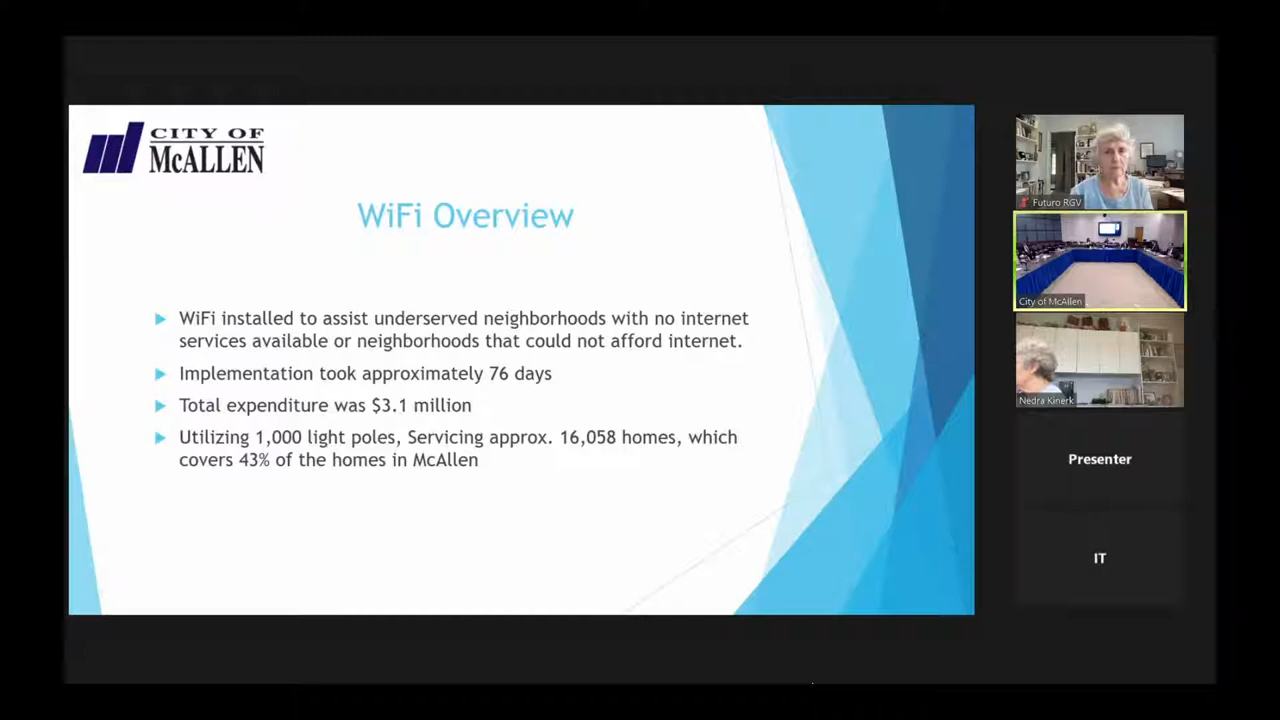 CITY OF
McALLEN
WiFi Overview
WiFi installed to assist underserved neighborhoods with no internet
services available or neighborhoods that could not afford internet.
Implementation took approximately 76 days
Total expenditure was $3.1 million
Utilizing 1,000 light poles, Servicing approx. 16,058 homes, which
covers 43% of the homes in McAllen
Futuro RGV
City of McAllen
Nedra Kinerk
Presenter
IT